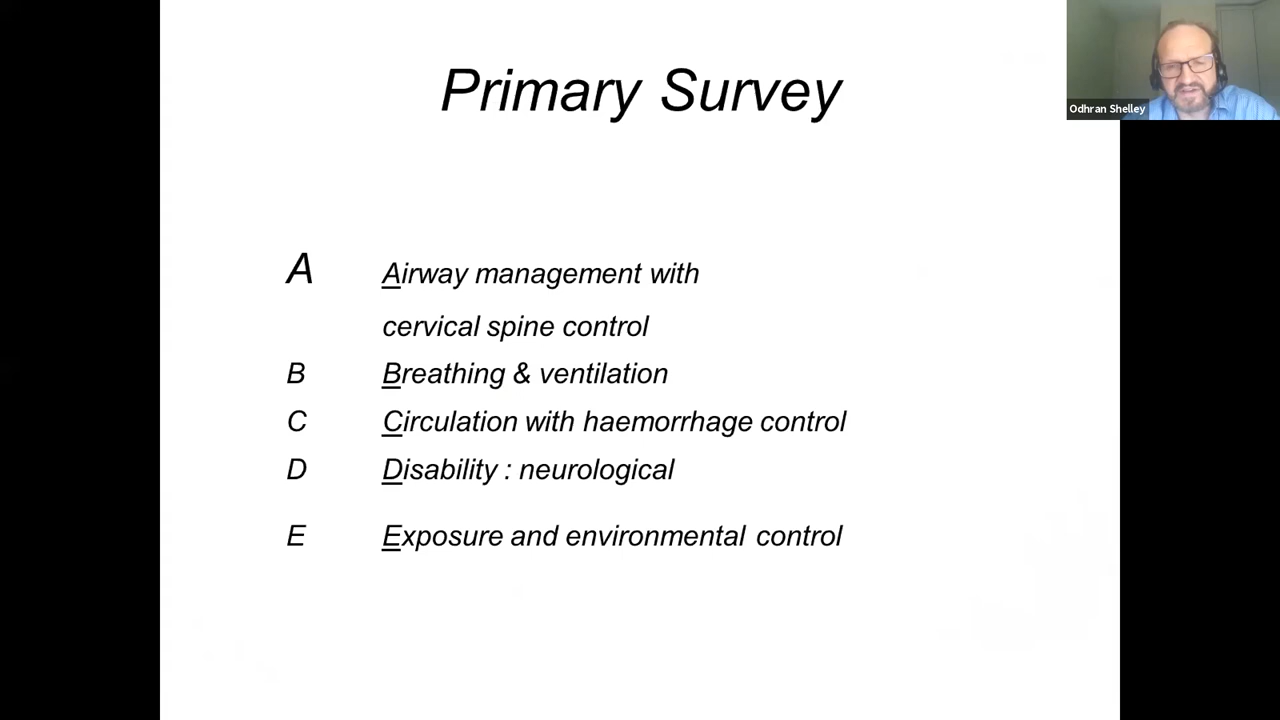 Primary Survey
Odhran Shelley
A Airway management with
cervical spine control
B Breathing & ventilation
C Circulation with haemorrhage control
D Disability : neurological
E Exposure and environmental control